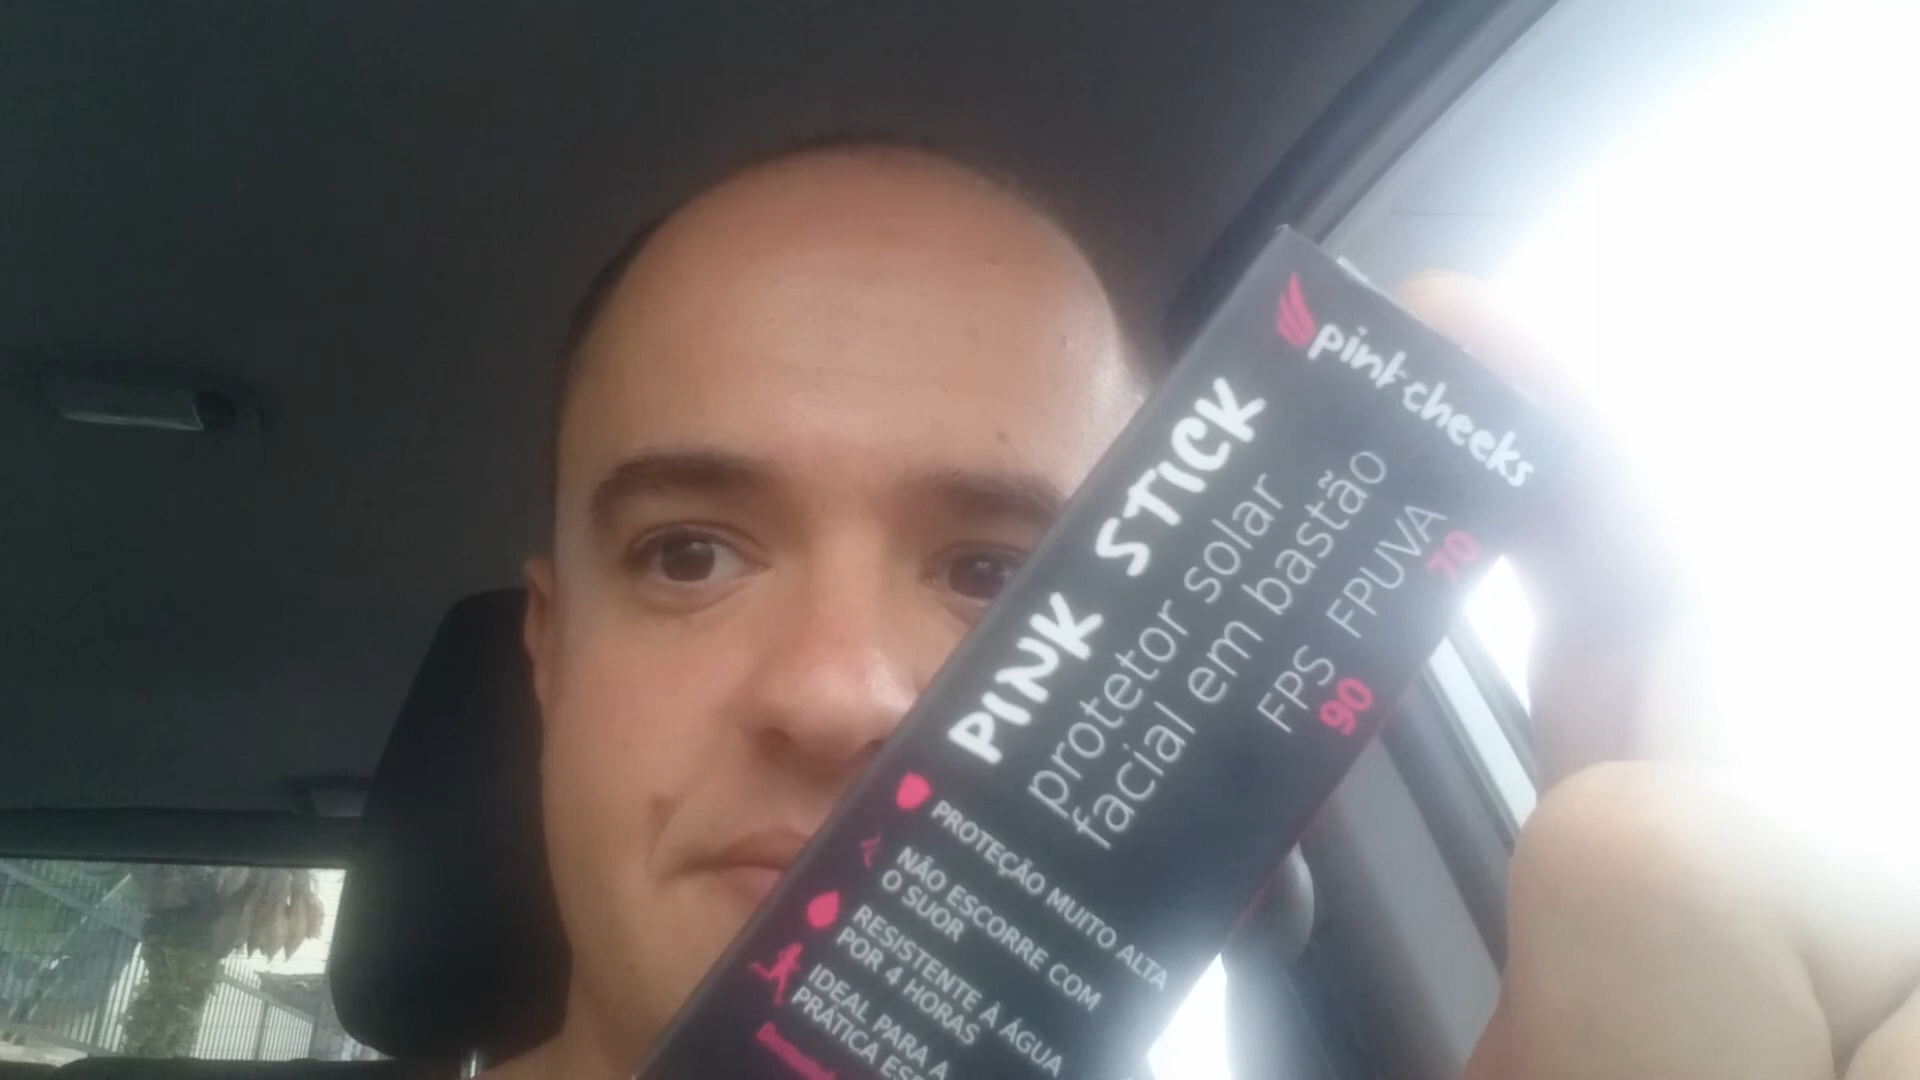 pink cheeks
PINK STICK
protetor solar
facial em bastão
FPS FPUVA
90 70
PROTEÇÃO MUITO ALTA
NÃO ESCORRE COM
O SUOR
RESISTENTE À ÁGUA
POR 4 HORAS
IDEAL PARA A
PRÁTICA